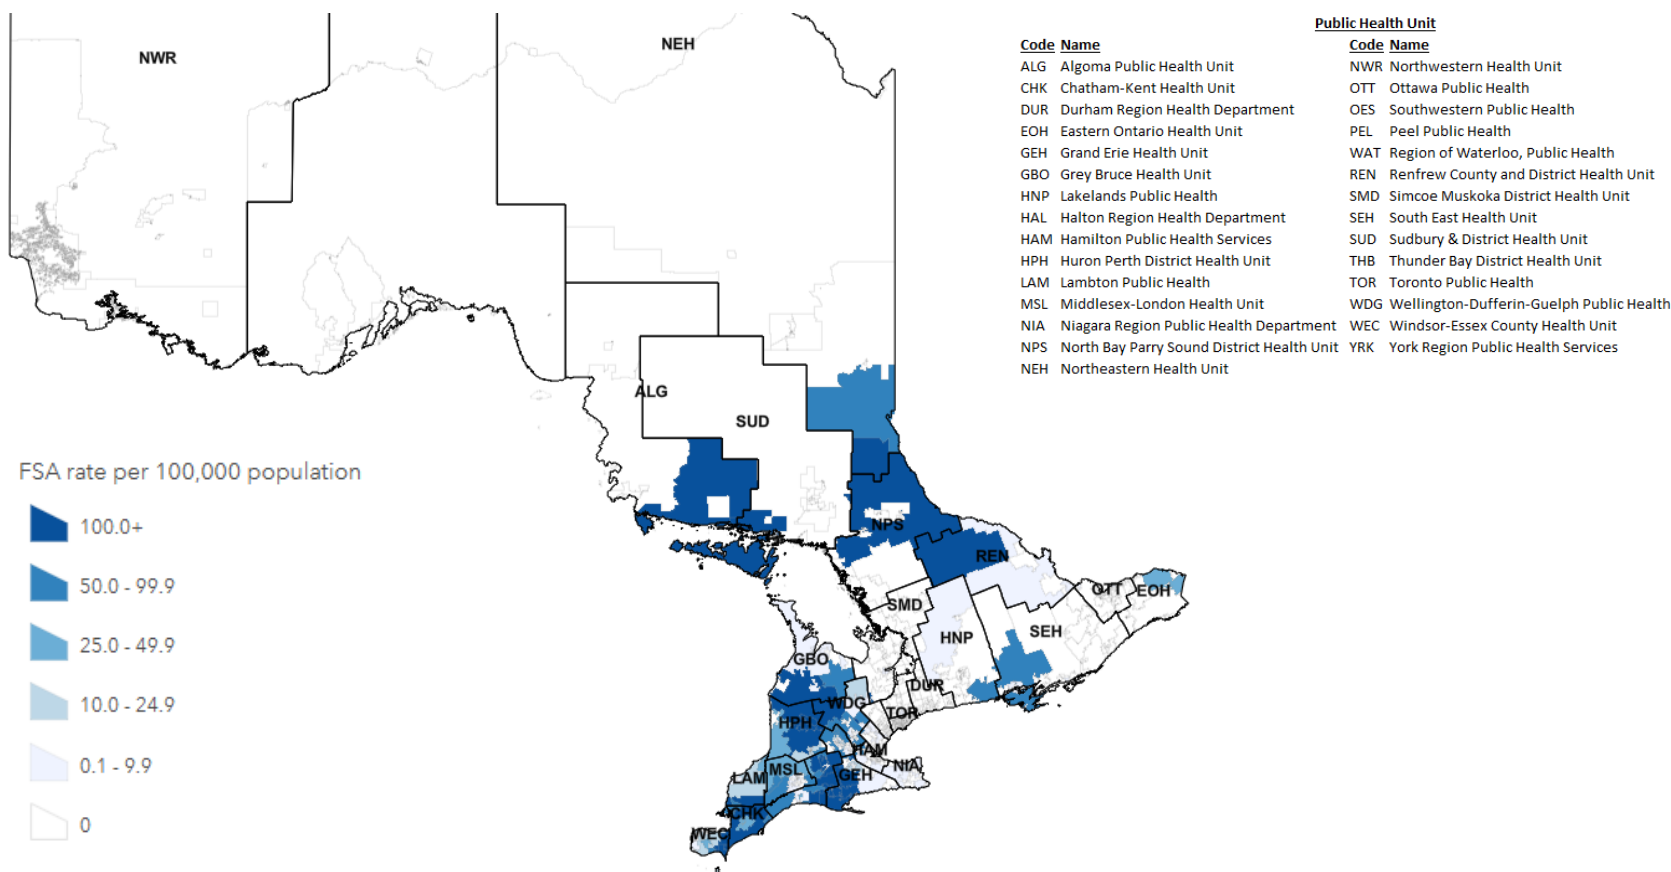 Public Health Unit
Code Name
ALG Algoma Public Health Unit
CHK Chatham-Kent Health Unit
DUR Durham Region Health Department
EOH Eastern Ontario Health Unit
GEH Grand Erie Health Unit
GBO Grey Bruce Health Unit
HNP Lakelands Public Health
HAL Halton Region Health Department
HAM Hamilton Public Health Services
HPH Huron Perth District Health Unit
LAM Lambton Public Health
MSL Middlesex-London Health Unit
NIA Niagara Region Public Health Department
NPS North Bay Parry Sound District Health Unit
NEH Northeastern Health Unit
Code Name
NWR Northwestern Health Unit
OTT Ottawa Public Health
OES Southwestern Public Health
PEL Peel Public Health
WAT Region of Waterloo, Public Health
REN Renfrew County and District Health Unit
SMD Simcoe Muskoka District Health Unit
SEH South East Health Unit
SUD Sudbury & District Health Unit
THB Thunder Bay District Health Unit
TOR Toronto Public Health
WDG Wellington-Dufferin-Guelph Public Health
WEC Windsor-Essex County Health Unit
YRK York Region Public Health Services
NWR
NEH
ALG
SUD
NPS
REN
OTT
EOH
SMD
HNP
SEH
GBO
DUR
WDG
TOR
HPH
HAM
NIA
MSL
GEH
LAM
CHK
WEC
FSA rate per 100,000 population
100.0+
50.0 - 99.9
25.0 - 49.9
10.0 - 24.9
0.1 - 9.9
0